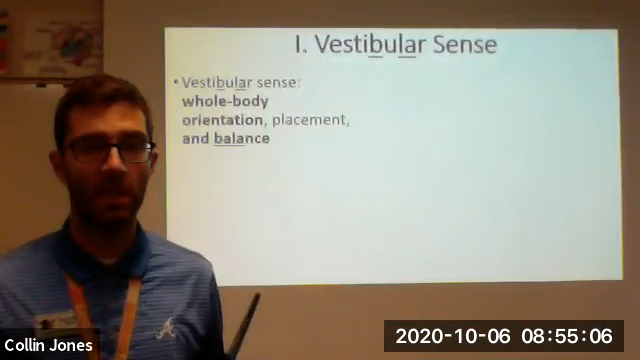 I. Vestibular Sense
• Vestibular sense:
whole-body
orientation, placement,
and balance
A
Collin Jones
2020-10-06 08:55:06